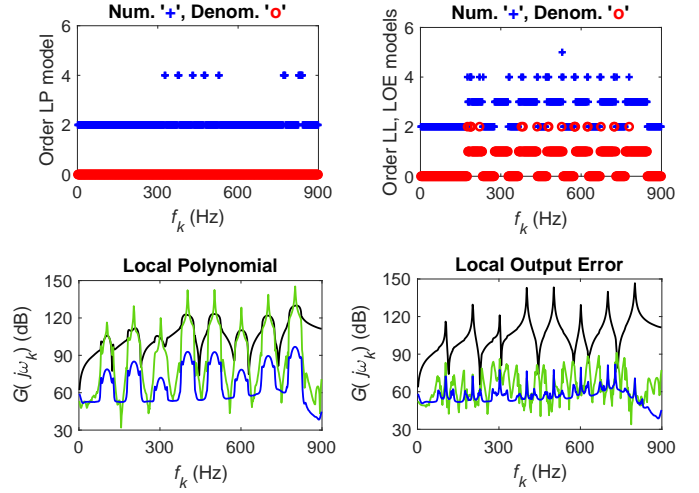 Num. '+', Denom. 'o'
Order LP model
6
4
2
0
0 300 600 900
f_k (Hz)
Num. '+', Denom. 'o'
Order LL, LOE models
6
4
2
0
0 300 600 900
f_k (Hz)
Local Polynomial
G(jω_k) (dB)
150
120
90
60
30
0 300 600 900
f_k (Hz)
Local Output Error
G(jω_k) (dB)
150
120
90
60
30
0 300 600 900
f_k (Hz)